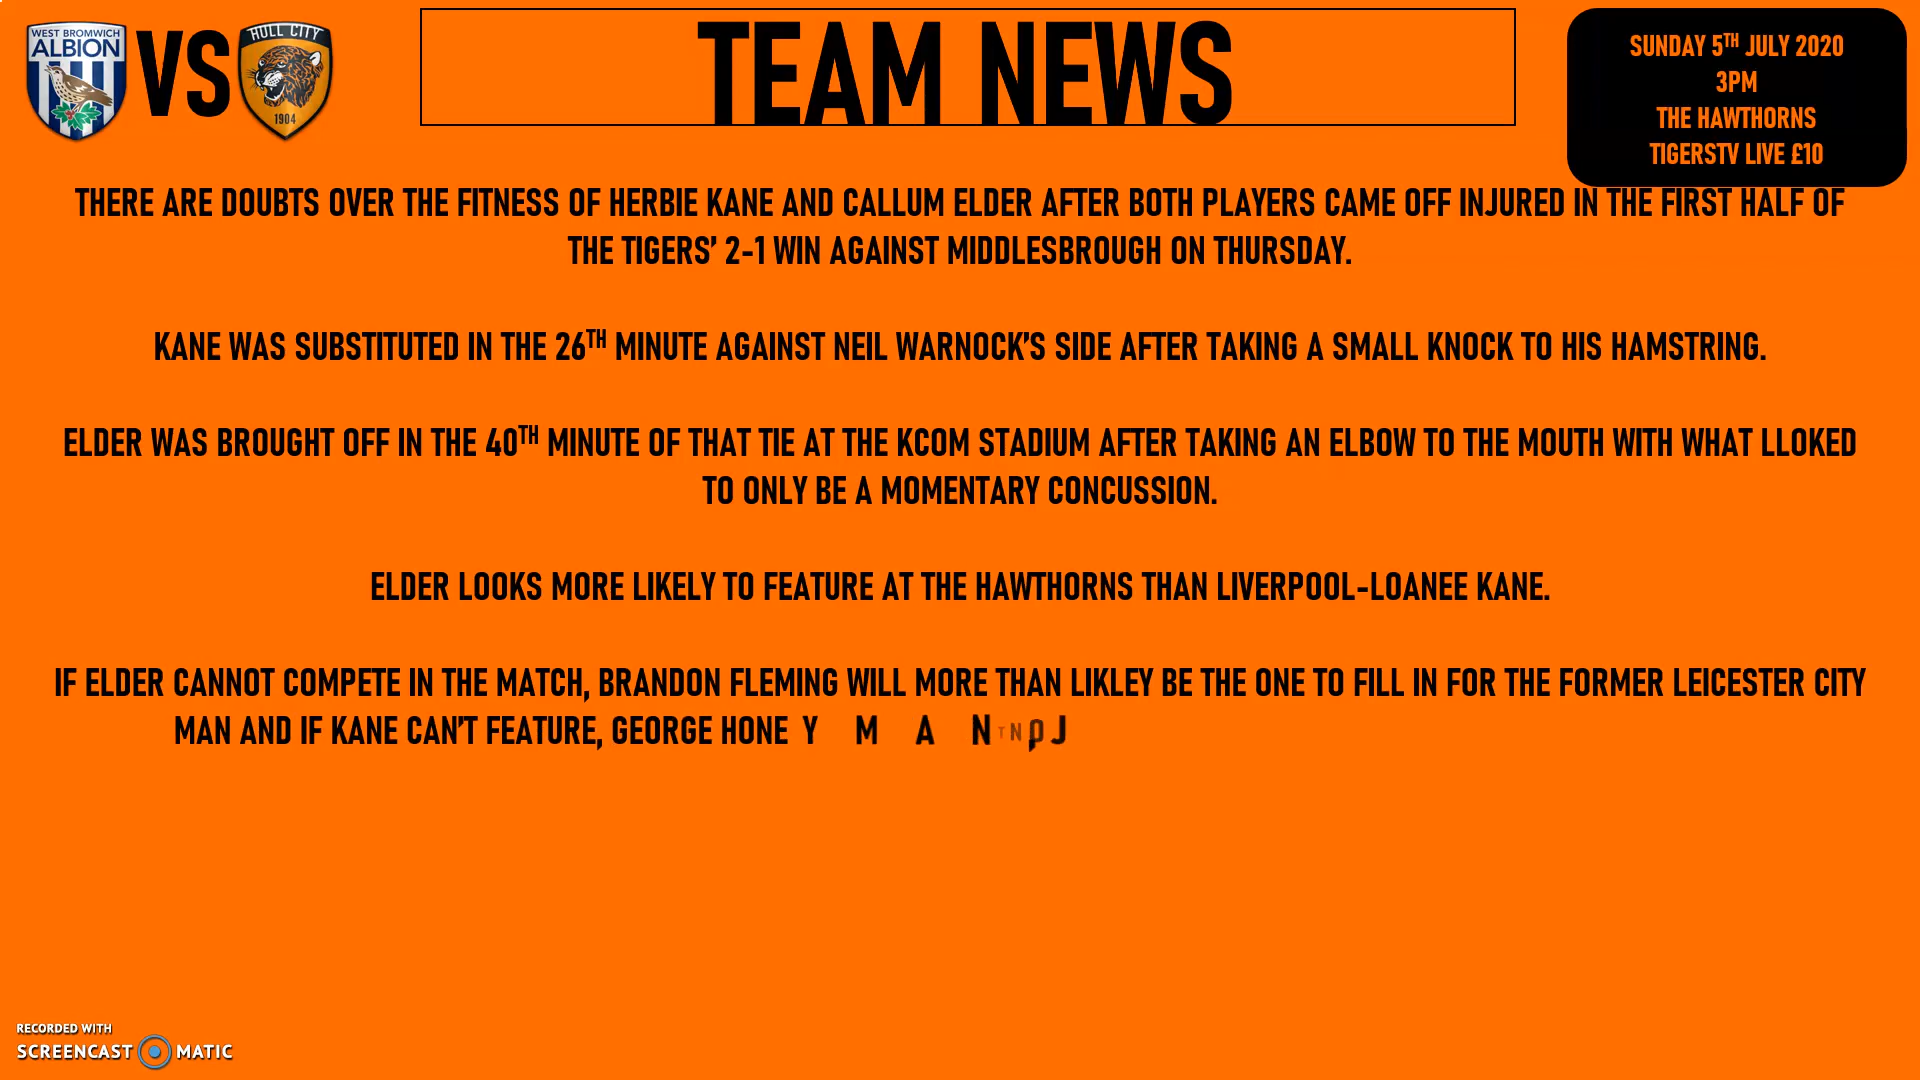 WEST BROMWICH
ALBION
VS
HULL CITY
1904
TEAM NEWS
SUNDAY 5TH JULY 2020
3PM
THE HAWTHORNS
TIGERSTV LIVE £10
THERE ARE DOUBTS OVER THE FITNESS OF HERBIE KANE AND CALLUM ELDER AFTER BOTH PLAYERS CAME OFF INJURED IN THE FIRST HALF OF
THE TIGERS' 2-1 WIN AGAINST MIDDLESBROUGH ON THURSDAY.
KANE WAS SUBSTITUTED IN THE 26TH MINUTE AGAINST NEIL WARNOCK'S SIDE AFTER TAKING A SMALL KNOCK TO HIS HAMSTRING.
ELDER WAS BROUGHT OFF IN THE 40TH MINUTE OF THAT TIE AT THE KCOM STADIUM AFTER TAKING AN ELBOW TO THE MOUTH WITH WHAT LLOKED
TO ONLY BE A MOMENTARY CONCUSSION.
ELDER LOOKS MORE LIKELY TO FEATURE AT THE HAWTHORNS THAN LIVERPOOL-LOANEE KANE.
IF ELDER CANNOT COMPETE IN THE MATCH, BRANDON FLEMING WILL MORE THAN LIKLEY BE THE ONE TO FILL IN FOR THE FORMER LEICESTER CITY
MAN AND IF KANE CAN'T FEATURE, GEORGE HONE Y M A N
RECORDED WITH
SCREENCAST MATIC